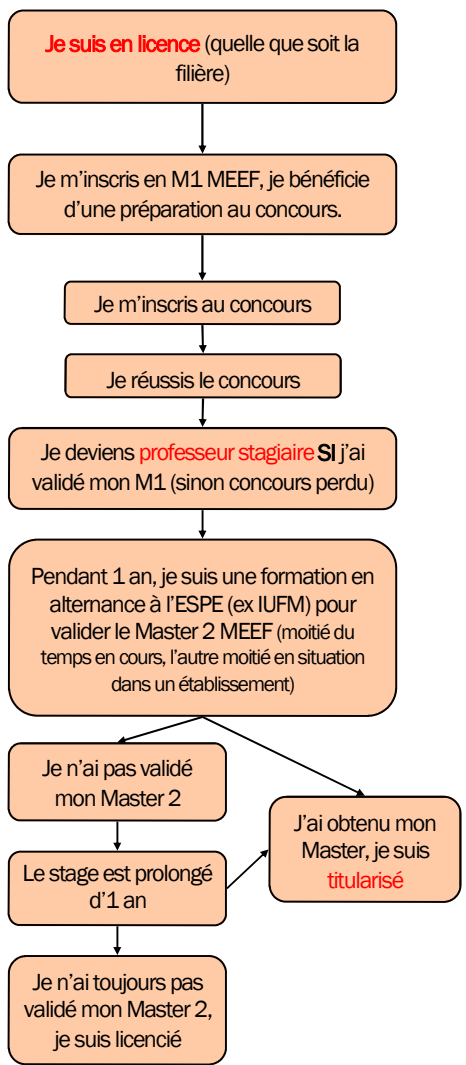 Je suis en licence (quelle que soit la
filière)
Je m’inscris en M1 MEEF, je bénéficie
d’une préparation au concours.
Je m’inscris au concours
Je réussis le concours
Je deviens professeur stagiaire SI j’ai
validé mon M1 (sinon concours perdu)
Pendant 1 an, je suis une formation en
alternance à l’ESPE (ex IUFM) pour
valider le Master 2 MEEF (moitié du
temps en cours, l’autre moitié en situation
dans un établissement)
Je n’ai pas validé
mon Master 2
J’ai obtenu mon
Master, je suis
titularisé
Le stage est prolongé
d’1 an
Je n’ai toujours pas
validé mon Master 2,
je suis licencié